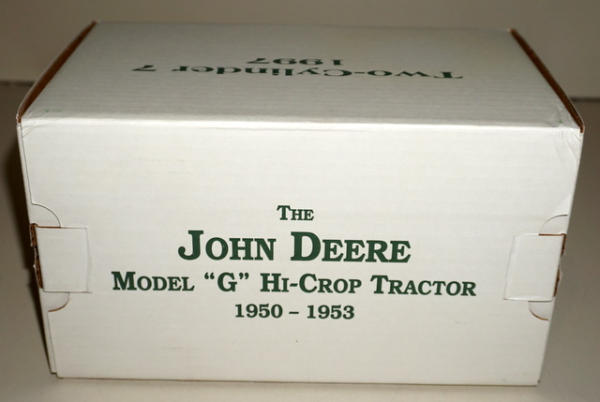 Two-Cylinder 7
1997
The
John Deere
Model “G” Hi-Crop Tractor
1950 – 1953